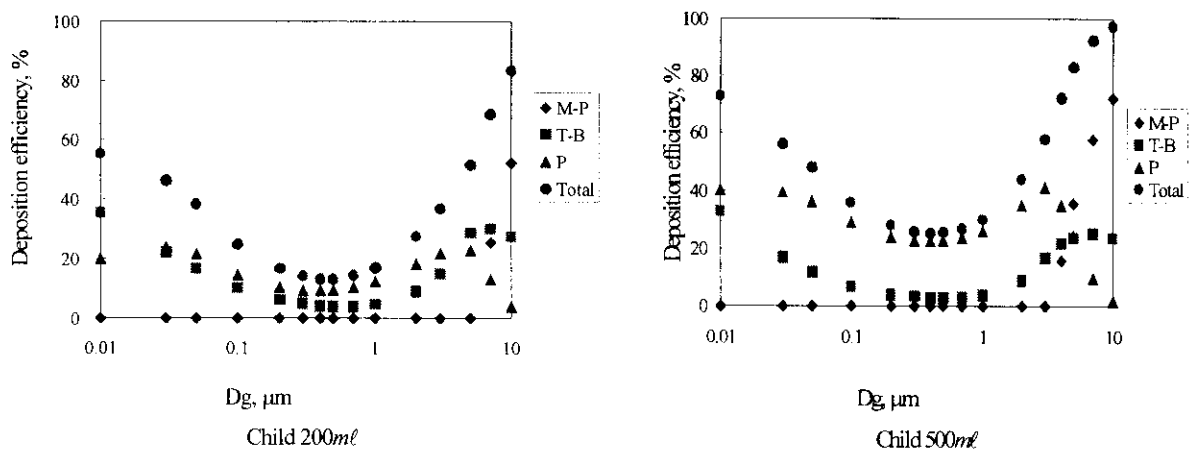 100
80
60
40
20
0
Deposition efficiency, %
0.01 0.1 1 10
Dg, μm
M-P
T-B
P
Total
Child 200mℓ
100
80
60
40
20
0
Deposition efficiency, %
0.01 0.1 1 10
Dg, μm
M-P
T-B
P
Total
Child 500mℓ